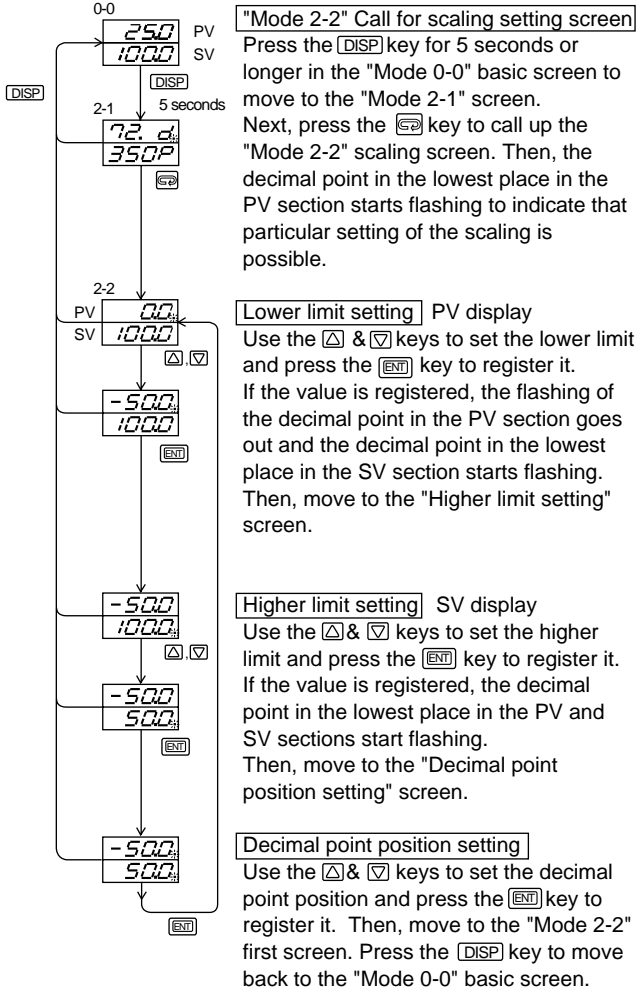 0-0
25.0 PV
100.0 SV
DISP
DISP
5 seconds
2-1
72. d.
350P
2-2
PV 0.0.
SV 100.0
,
-50.0.
100.0
ENT
-50.0
100.0.
,
-50.0
50.0.
ENT
-50.0.
50.0.
ENT
"Mode 2-2" Call for scaling setting screen
Press the DISP key for 5 seconds or
longer in the "Mode 0-0" basic screen to
move to the "Mode 2-1" screen.
Next, press the key to call up the
"Mode 2-2" scaling screen. Then, the
decimal point in the lowest place in the
PV section starts flashing to indicate that
particular setting of the scaling is
possible.
Lower limit setting PV display
Use the △ & ▽ keys to set the lower limit
and press the ENT key to register it.
If the value is registered, the flashing of
the decimal point in the PV section goes
out and the decimal point in the lowest
place in the SV section starts flashing.
Then, move to the "Higher limit setting"
screen.
Higher limit setting SV display
Use the △ & ▽ keys to set the higher
limit and press the ENT key to register it.
If the value is registered, the decimal
point in the lowest place in the PV and
SV sections start flashing.
Then, move to the "Decimal point
position setting" screen.
Decimal point position setting
Use the △ & ▽ keys to set the decimal
point position and press the ENT key to
register it. Then, move to the "Mode 2-2"
first screen. Press the DISP key to move
back to the "Mode 0-0" basic screen.